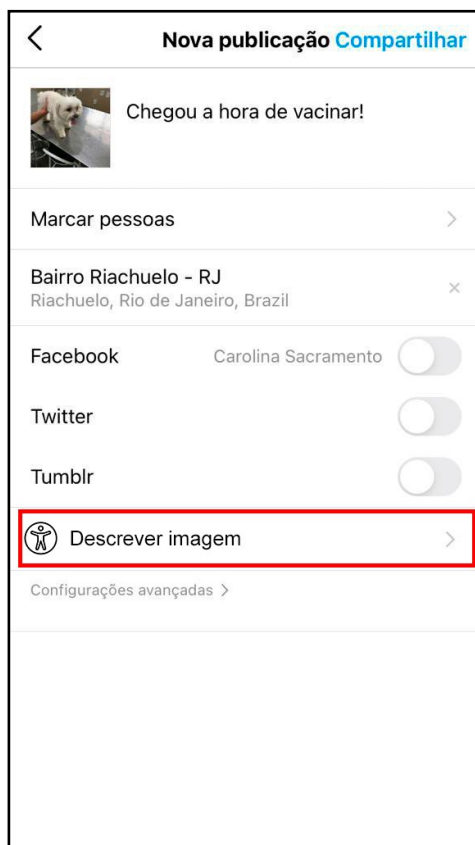 Nova publicação Compartilhar
Chegou a hora de vacinar!
Marcar pessoas
Bairro Riachuelo - RJ
Riachuelo, Rio de Janeiro, Brazil
Facebook Carolina Sacramento
Twitter
Tumblr
Descrever imagem
Configurações avançadas